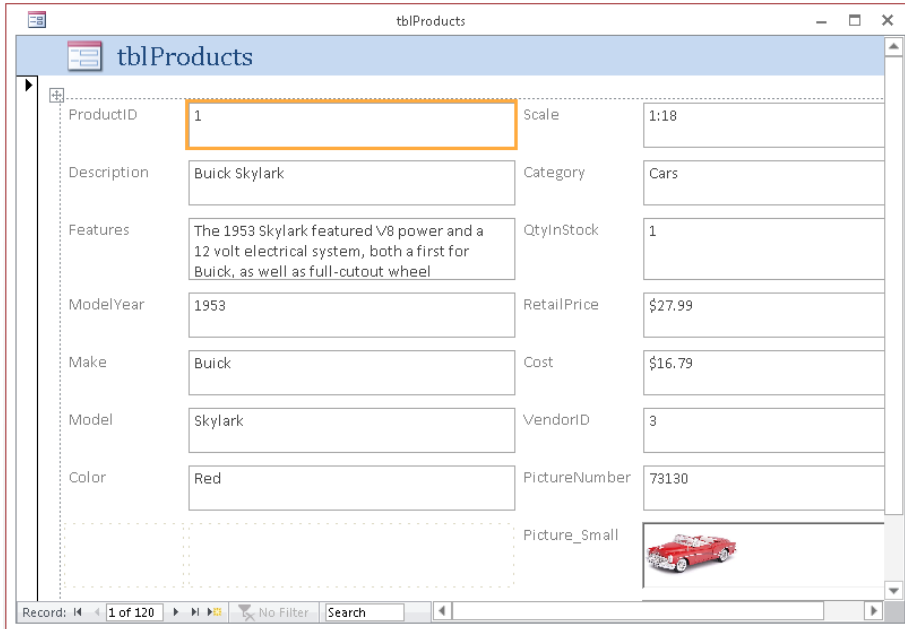 tblProducts
tblProducts
ProductID 1 Scale 1:18
Description Buick Skylark Category Cars
Features The 1953 Skylark featured V8 power and a QtyInStock 1
12 volt electrical system, both a first for
Buick, as well as full-cutout wheel
ModelYear 1953 RetailPrice $27.99
Make Buick Cost $16.79
Model Skylark VendorID 3
Color Red PictureNumber 73130
Picture_Small
Record: 1 of 120 No Filter Search